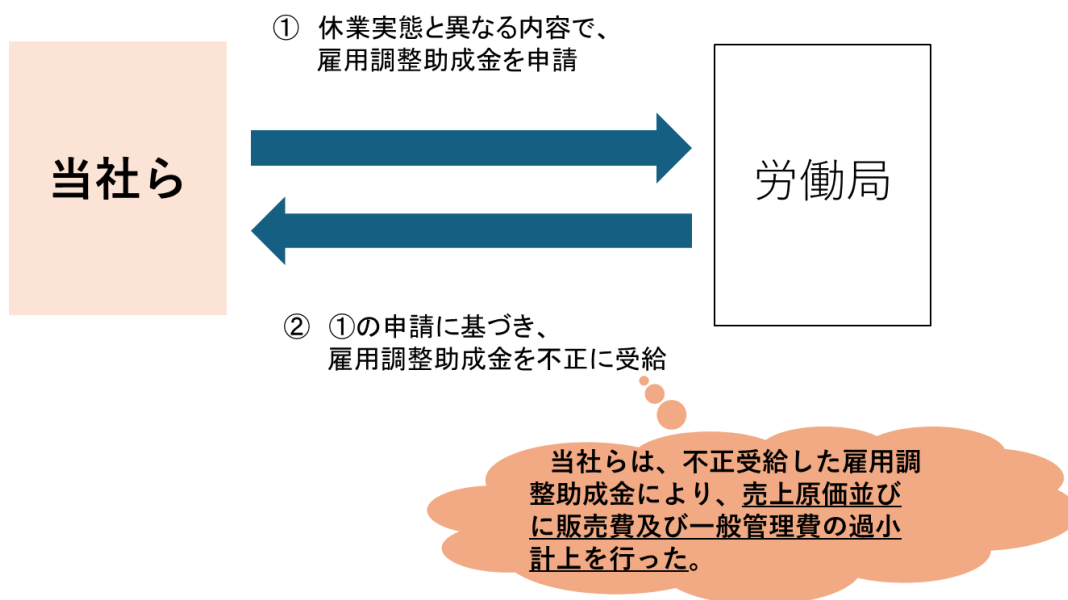 ① 休業実態と異なる内容で、
雇用調整助成金を申請
当社ら
労働局
② ①の申請に基づき、
雇用調整助成金を不正に受給
当社らは、不正受給した雇用調
整助成金により、売上原価並び
に販売費及び一般管理費の過小
計上を行った。